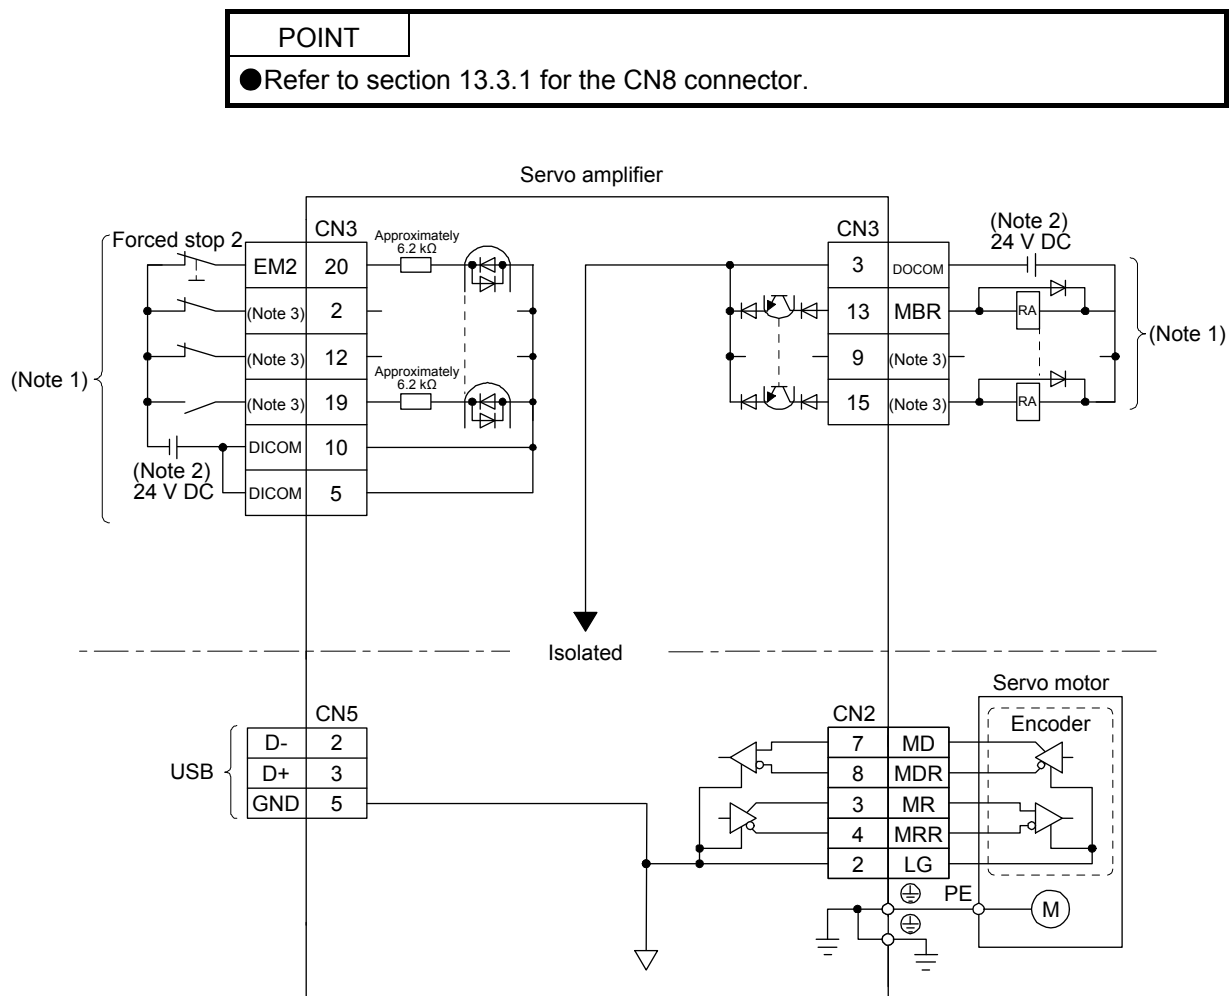 POINT
●Refer to section 13.3.1 for the CN8 connector.
Servo amplifier
(Note 1)
Forced stop 2
CN3
Approximately
6.2 kΩ
EM2 20
(Note 3) 2
(Note 3) 12
Approximately
6.2 kΩ
(Note 3) 19
DICOM 10
DICOM 5
(Note 2)
24 V DC
CN3
(Note 2)
24 V DC
3 DOCOM
13 MBR RA
9 (Note 3)
15 (Note 3) RA
(Note 1)
Isolated
USB
CN5
D- 2
D+ 3
GND 5
Servo motor
CN2
Encoder
7 MD
8 MDR
3 MR
4 MRR
2 LG
PE
M